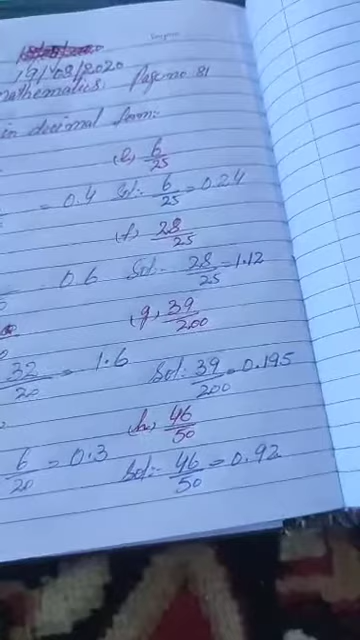 19/08/2020
Mathematics. Page no 81
in decimal form:-
(e), 6/25
= 0.4 Sol:- 6/25 = 0.24
(f), 28/25
= 0.6 Sol:- 28/25 = 1.12
(g), 39/200
32/20 = 1.6 Sol: 39/200 = 0.195
(h), 46/50
6/20 = 0.3 Sol:- 46/50 = 0.92